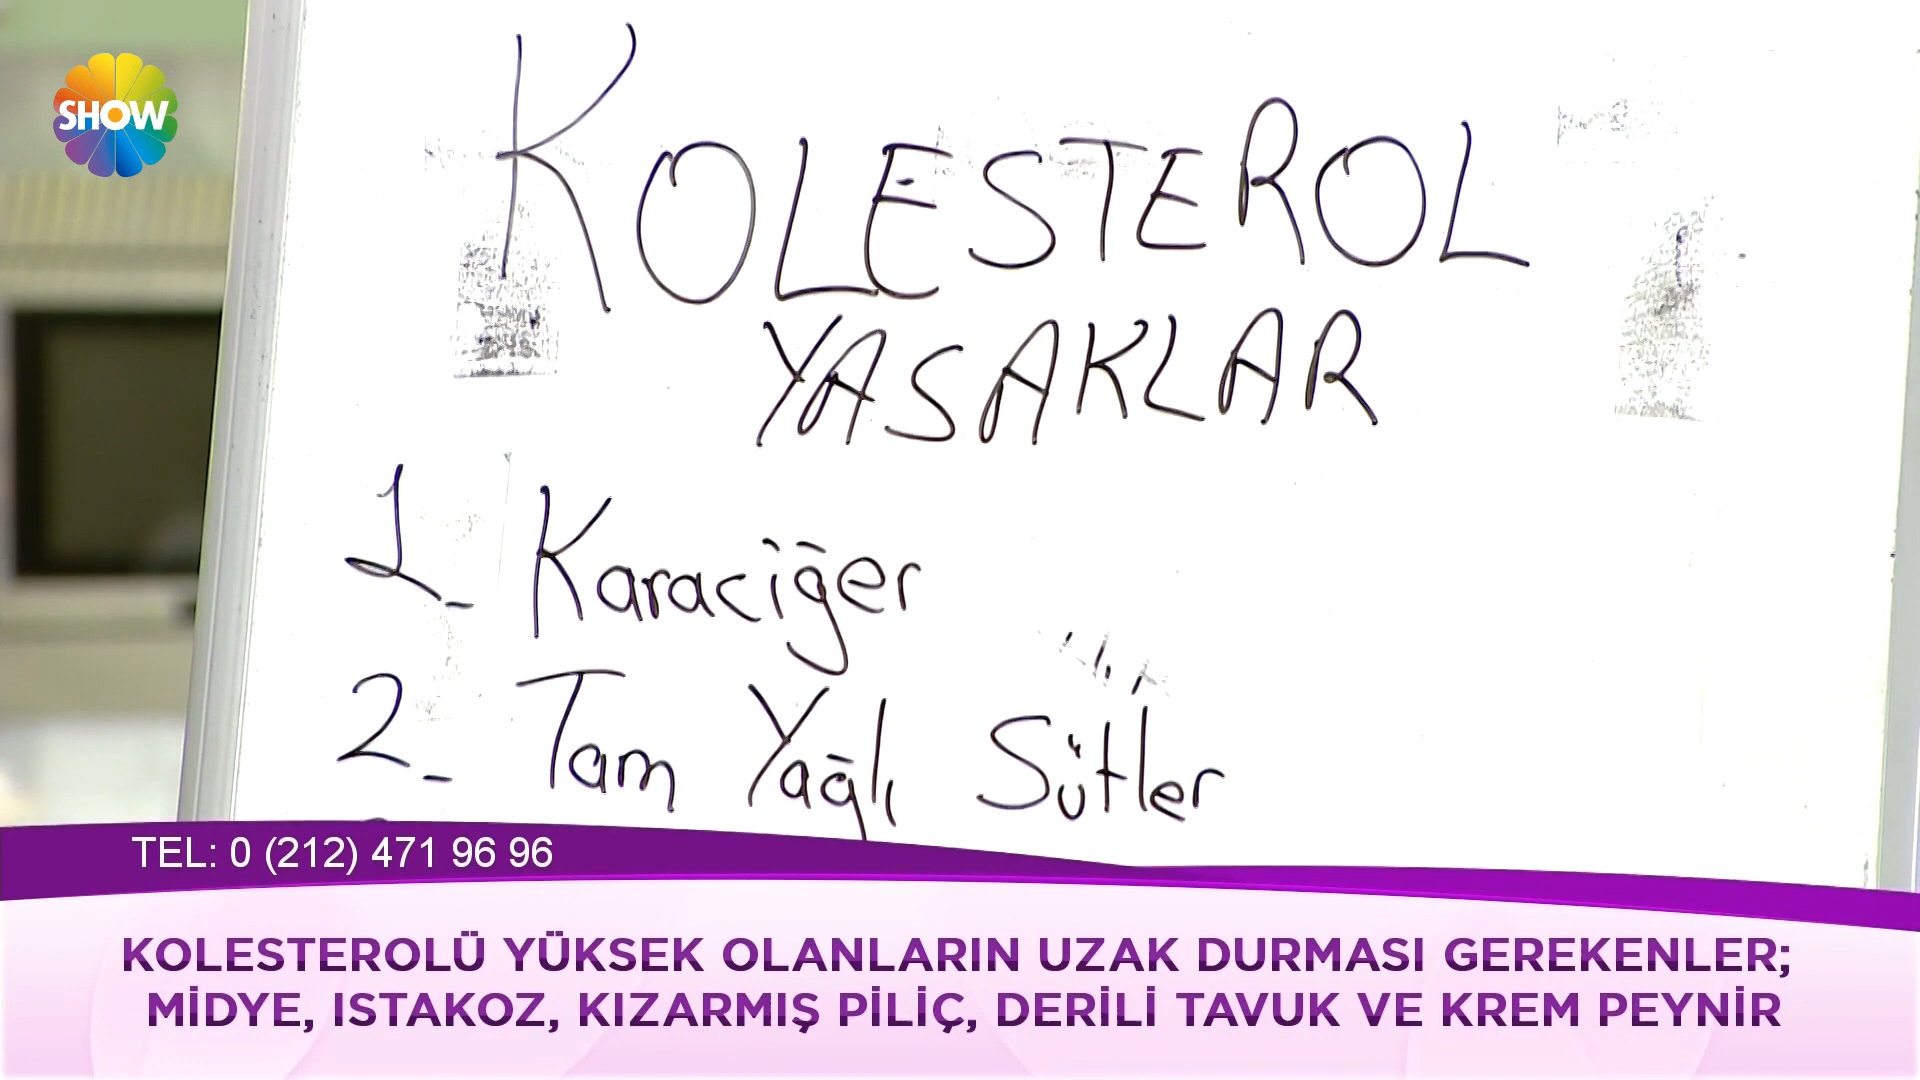 SHOW
KOLESTEROL
YASAKLAR
1- Karaciğer
2- Tam Yağlı Sütler
TEL: 0 (212) 471 96 96
KOLESTEROLÜ YÜKSEK OLANLARIN UZAK DURMASI GEREKENLER;
MİDYE, ISTAKOZ, KIZARMIŞ PİLİÇ, DERİLİ TAVUK VE KREM PEYNİR